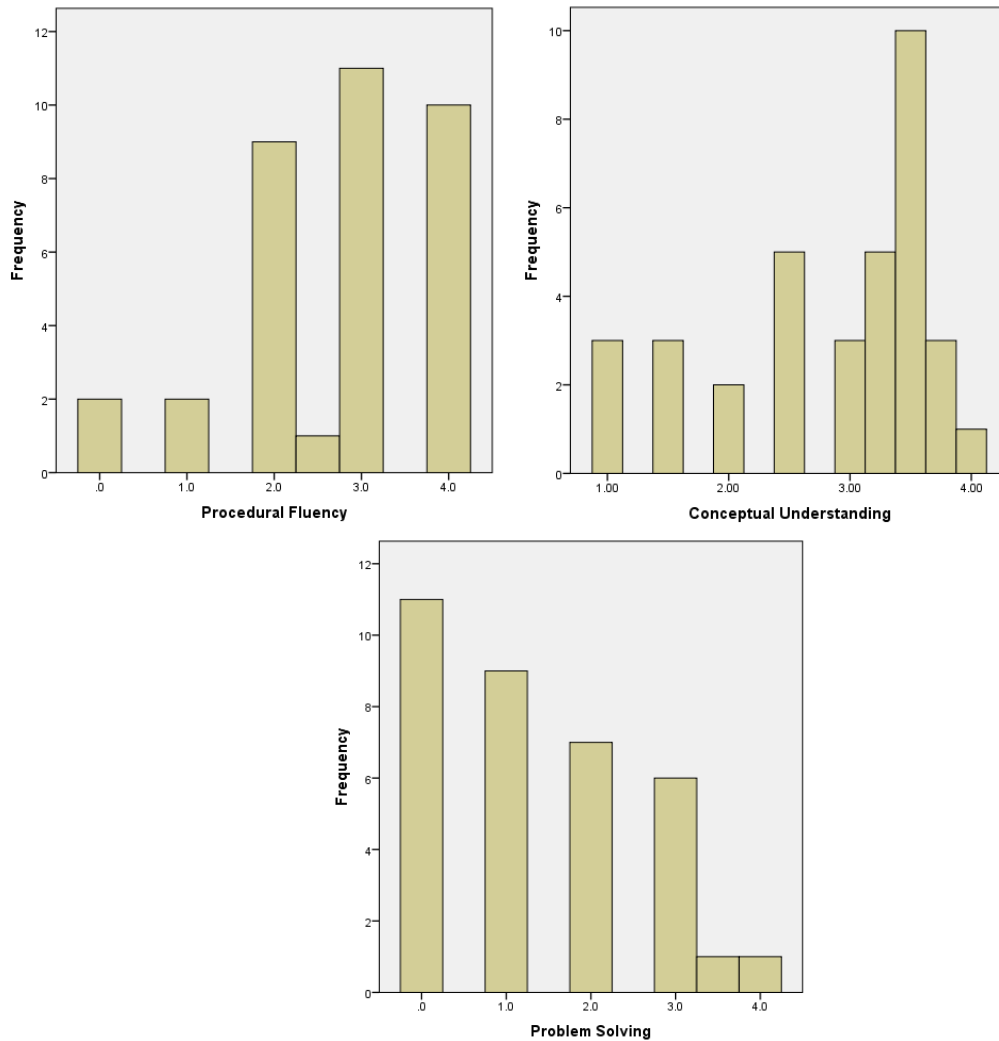 12
10
8
6
4
2
0
Frequency
.0 1.0 2.0 3.0 4.0
Procedural Fluency
10
8
6
4
2
0
Frequency
1.00 2.00 3.00 4.00
Conceptual Understanding
12
10
8
6
4
2
0
Frequency
.0 1.0 2.0 3.0 4.0
Problem Solving